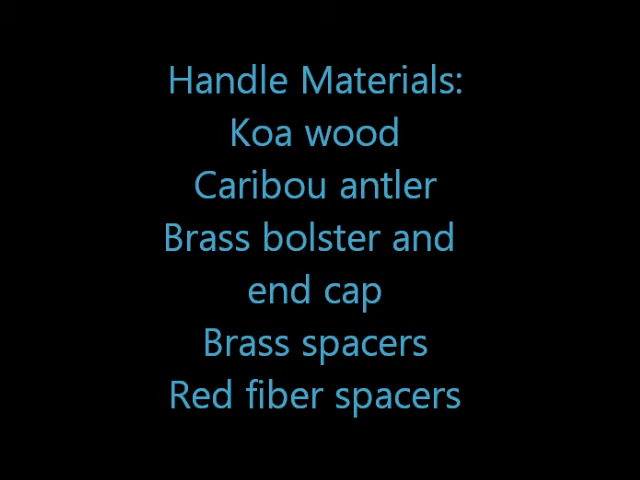 Handle Materials:
Koa wood
Caribou antler
Brass bolster and
end cap
Brass spacers
Red fiber spacers